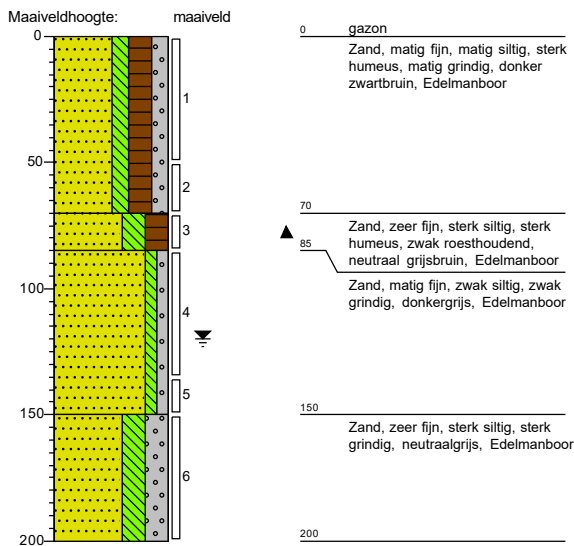 Maaiveldhoogte: maaiveld
0
50
100
150
200
1
2
3
4
5
6
0 gazon
Zand, matig fijn, matig siltig, sterk
humeus, matig grindig, donker
zwartbruin, Edelmanboor
70
Zand, zeer fijn, sterk siltig, sterk
humeus, zwak roesthoudend,
neutraal grijsbruin, Edelmanboor
85
Zand, matig fijn, zwak siltig, zwak
grindig, donkergrijs, Edelmanboor
150
Zand, zeer fijn, sterk siltig, sterk
grindig, neutraalgrijs, Edelmanboor
200